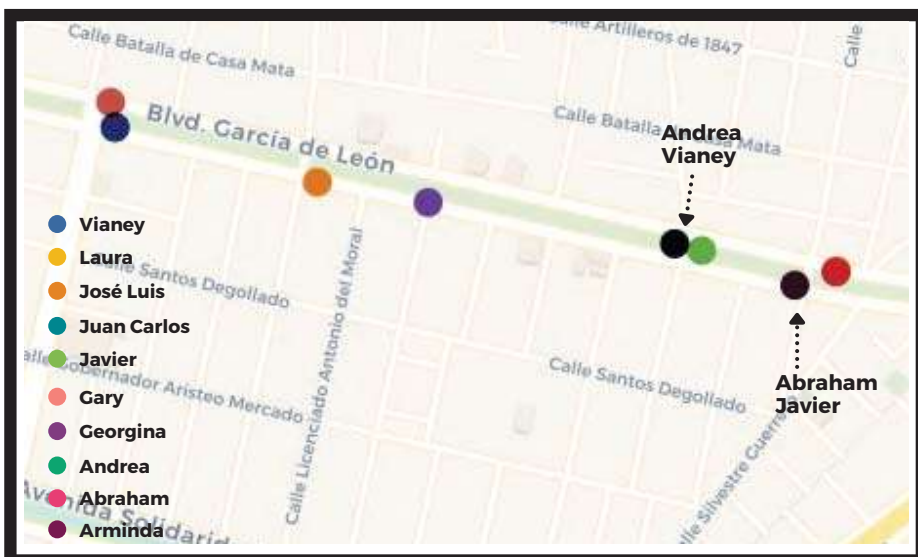 Calle Artilleros de 1847
Calle
Calle Batalla de Casa Mata
Blvd. García de León
Calle Batalla de Casa Mata
Andrea
Vianey
Vianey
Laura
José Luis
Juan Carlos
Javier
Gary
Georgina
Andrea
Abraham
Arminda
Calle Santos Degollado
Calle Licenciado Antonio del Moral
Gobernador Aristeo Mercado
Calle Santos Degollado
Abraham
Javier
Silvestre
Avenida